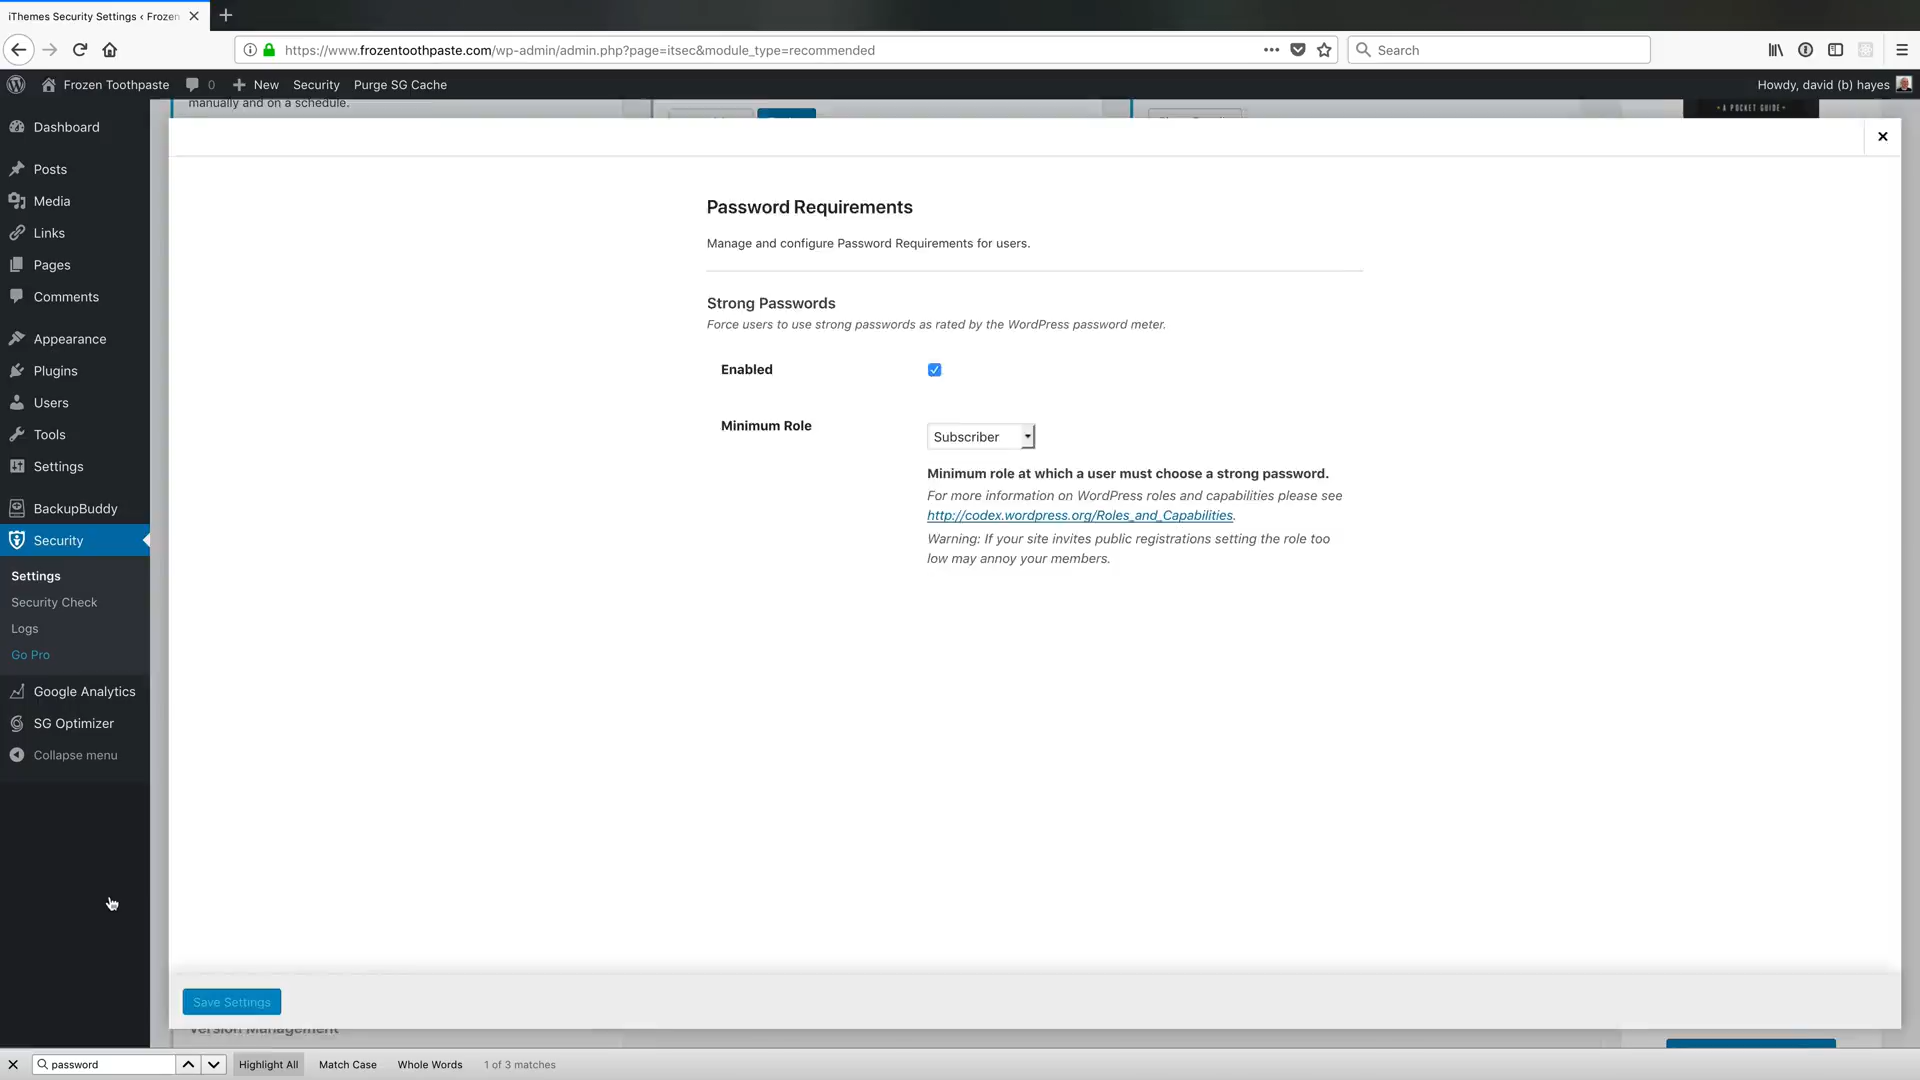 iThemes Security Settings ‹ Frozen
https://www.frozentoothpaste.com/wp-admin/admin.php?page=itsec&module_type=recommended
Search
Frozen Toothpaste
0
New
Security
Purge SG Cache
Howdy, david (b) hayes
manually and on a schedule.
• A POCKET GUIDE •
Dashboard
Posts
Media
Links
Pages
Comments
Appearance
Plugins
Users
Tools
Settings
BackupBuddy
Security
Settings
Security Check
Logs
Go Pro
Google Analytics
SG Optimizer
Collapse menu
Password Requirements
Manage and configure Password Requirements for users.
Strong Passwords
Force users to use strong passwords as rated by the WordPress password meter.
Enabled
Minimum Role
Subscriber
Minimum role at which a user must choose a strong password.
For more information on WordPress roles and capabilities please see
http://codex.wordpress.org/Roles_and_Capabilities.
Warning: If your site invites public registrations setting the role too
low may annoy your members.
Save Settings
Version Management
password
Highlight All
Match Case
Whole Words
1 of 3 matches